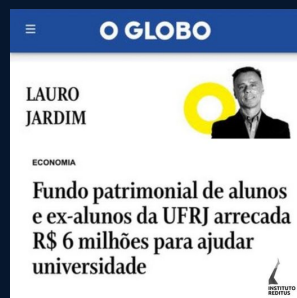 O GLOBO
LAURO
JARDIM
ECONOMIA
Fundo patrimonial de alunos
e ex-alunos da UFRJ arrecada
R$ 6 milhões para ajudar
universidade
INSTITUTO
REDITUS